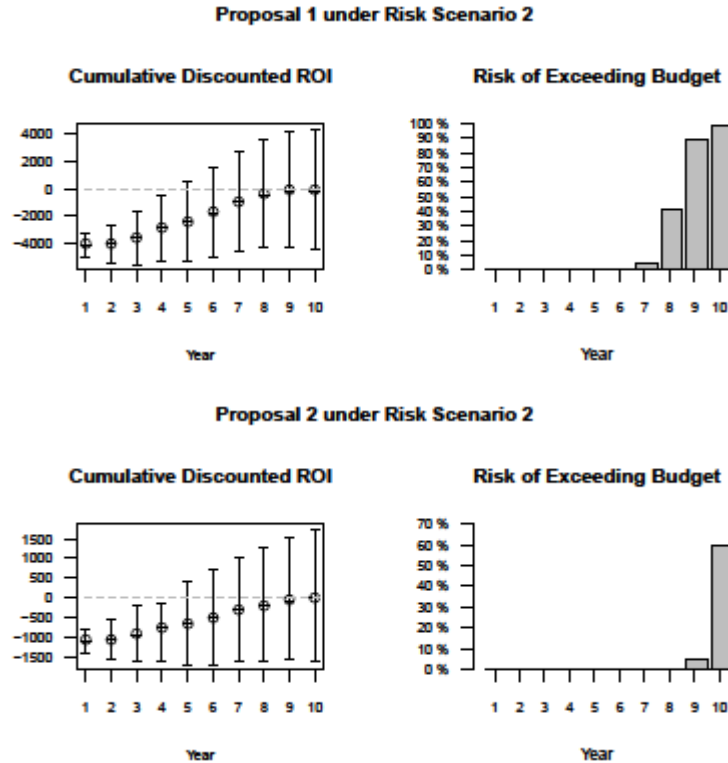 Proposal 1 under Risk Scenario 2
Cumulative Discounted ROI
4000
2000
0
−2000
−4000
1 2 3 4 5 6 7 8 9 10
Year
Risk of Exceeding Budget
100 %
90 %
80 %
70 %
60 %
50 %
40 %
30 %
20 %
10 %
0 %
1 2 3 4 5 6 7 8 9 10
Year
Proposal 2 under Risk Scenario 2
Cumulative Discounted ROI
1500
1000
500
0
−500
−1000
−1500
1 2 3 4 5 6 7 8 9 10
Year
Risk of Exceeding Budget
70 %
60 %
50 %
40 %
30 %
20 %
10 %
0 %
1 2 3 4 5 6 7 8 9 10
Year